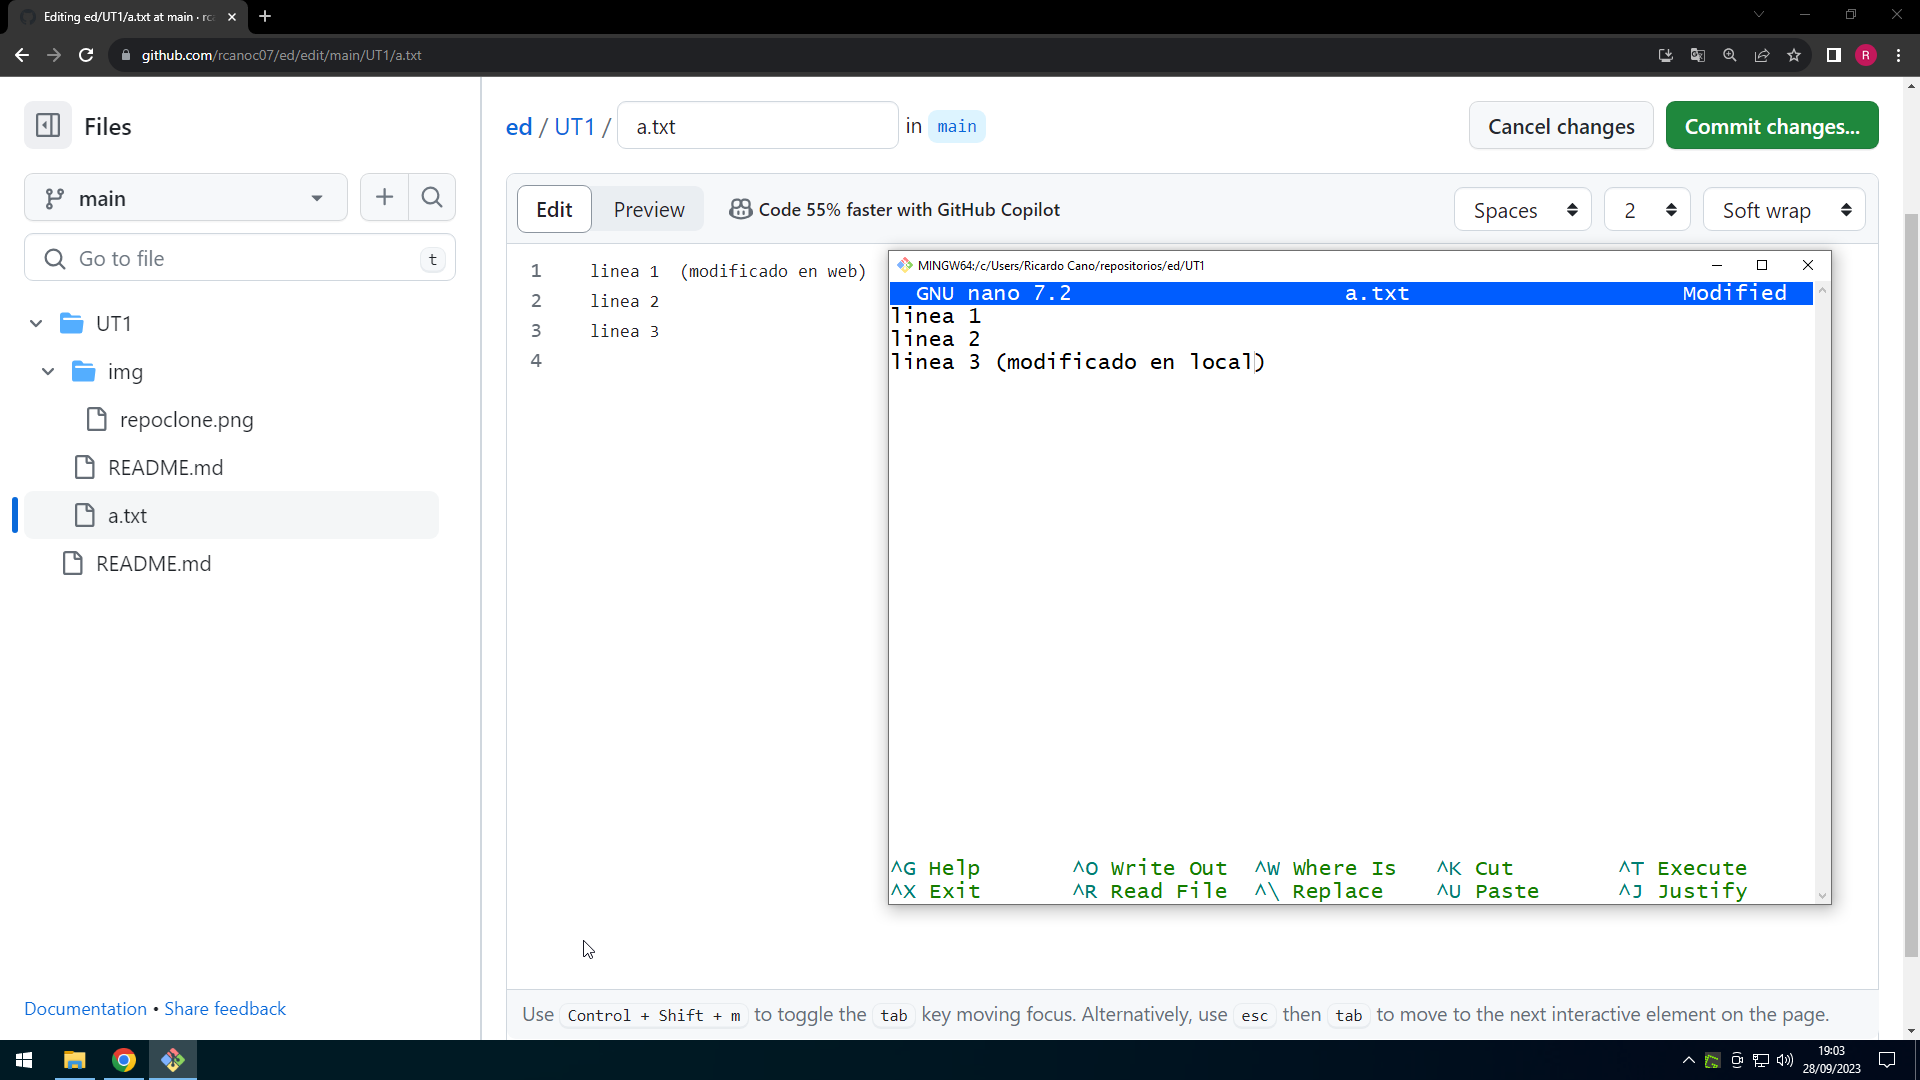 Editing ed/UT1/a.txt at main · rc
github.com/rcanoc07/ed/edit/main/UT1/a.txt
R
Files
ed / UT1 / a.txt in main
Cancel changes
Commit changes...
main
Edit
Preview
Code 55% faster with GitHub Copilot
Spaces
2
Soft wrap
Go to file
t
1 linea 1 (modificado en web)
2 linea 2
3 linea 3
4
UT1
img
repoclone.png
README.md
a.txt
README.md
MINGW64:/c/Users/Ricardo Cano/repositorios/ed/UT1
GNU nano 7.2 a.txt Modified
linea 1
linea 2
linea 3 (modificado en local)
^G Help ^O Write Out ^W Where Is ^K Cut ^T Execute
^X Exit ^R Read File ^\ Replace ^U Paste ^J Justify
Documentation • Share feedback
Use Control + Shift + m to toggle the tab key moving focus. Alternatively, use esc then tab to move to the next interactive element on the page.
19:03
28/09/2023